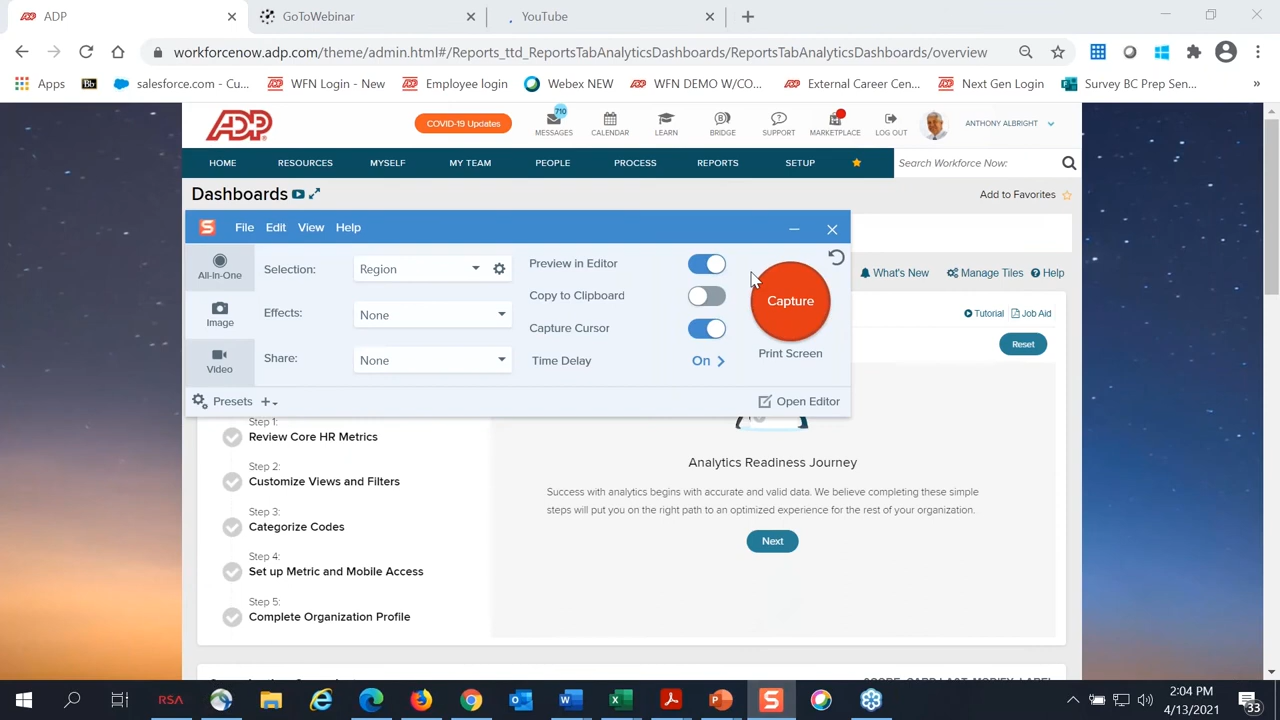 ADP
GoToWebinar
YouTube
workforcenow.adp.com/theme/admin.html#/Reports_ttd_ReportsTabAnalyticsDashboards/ReportsTabAnalyticsDashboards/overview
Apps
Bb
salesforce.com - Cu...
WFN Login - New
Employee login
Webex NEW
WFN DEMO W/CO...
External Career Cen...
Next Gen Login
Survey BC Prep Sen...
»
ADP
COVID-19 Updates
710
MESSAGES
CALENDAR
LEARN
BRIDGE
SUPPORT
MARKETPLACE
LOG OUT
ANTHONY ALBRIGHT
HOME
RESOURCES
MYSELF
MY TEAM
PEOPLE
PROCESS
REPORTS
SETUP
Search Workforce Now:
Dashboards
Add to Favorites
S
File
Edit
View
Help
All-in-One
Image
Video
Selection:
Region
Effects:
None
Share:
None
Preview in Editor
Copy to Clipboard
Capture Cursor
Time Delay
On
Capture
Print Screen
Presets
Open Editor
What's New
Manage Tiles
Help
Tutorial
Job Aid
Reset
Step 1:
Review Core HR Metrics
Step 2:
Customize Views and Filters
Step 3:
Categorize Codes
Step 4:
Set up Metric and Mobile Access
Step 5:
Complete Organization Profile
Analytics Readiness Journey
Success with analytics begins with accurate and valid data. We believe completing these simple
steps will put you on the right path to an optimized experience for the rest of your organization.
Next
RSA
2:04 PM
4/13/2021
33